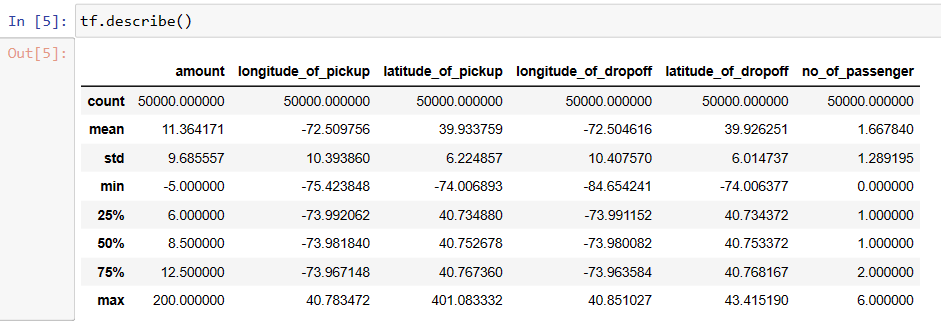 In [5]: tf.describe()
Out[5]:
amount longitude_of_pickup latitude_of_pickup longitude_of_dropoff latitude_of_dropoff no_of_passenger
count 50000.000000 50000.000000 50000.000000 50000.000000 50000.000000 50000.000000
mean 11.364171 -72.509756 39.933759 -72.504616 39.926251 1.667840
std 9.685557 10.393860 6.224857 10.407570 6.014737 1.289195
min -5.000000 -75.423848 -74.006893 -84.654241 -74.006377 0.000000
25% 6.000000 -73.992062 40.734880 -73.991152 40.734372 1.000000
50% 8.500000 -73.981840 40.752678 -73.980082 40.753372 1.000000
75% 12.500000 -73.967148 40.767360 -73.963584 40.768167 2.000000
max 200.000000 40.783472 401.083332 40.851027 43.415190 6.000000